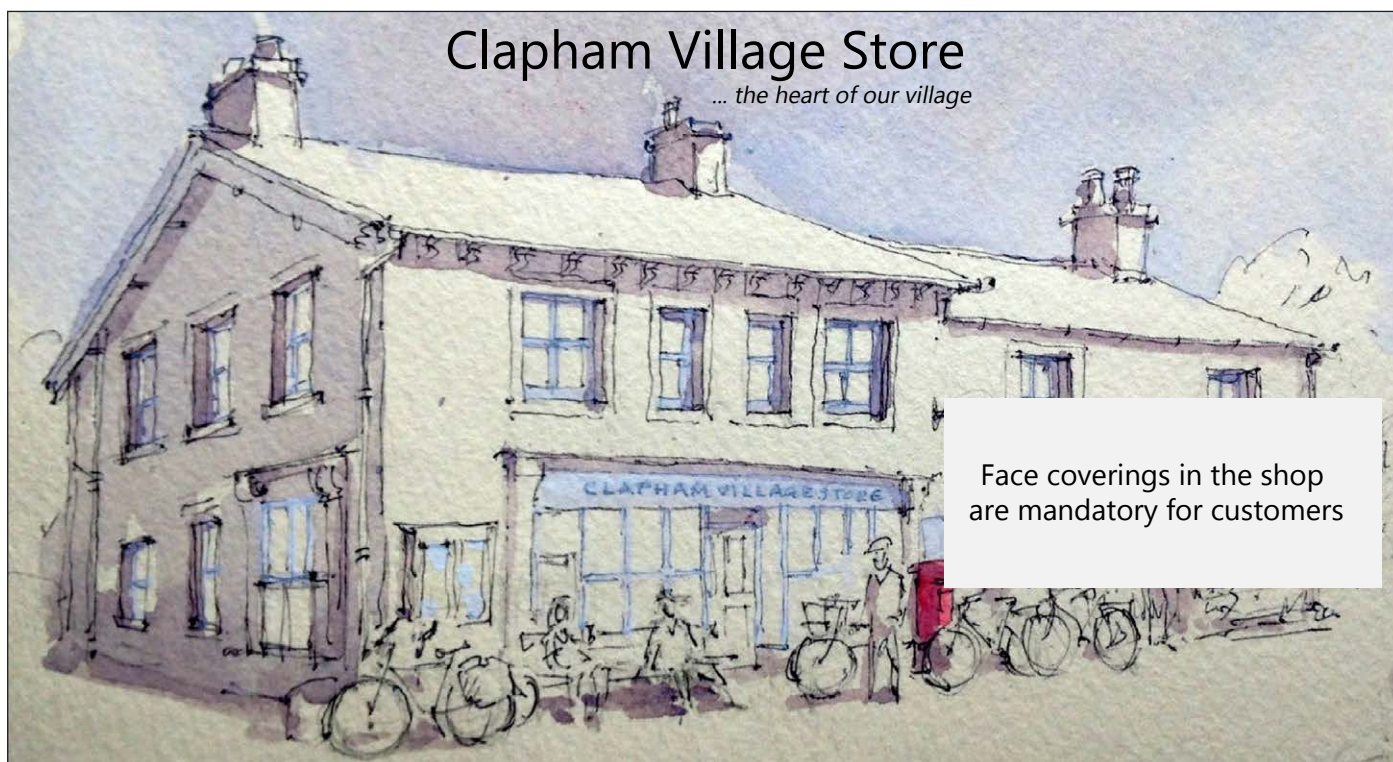 Clapham Village Store
... the heart of our village
CLAPHAM VILLAGE STORE
Face coverings in the shop
are mandatory for customers